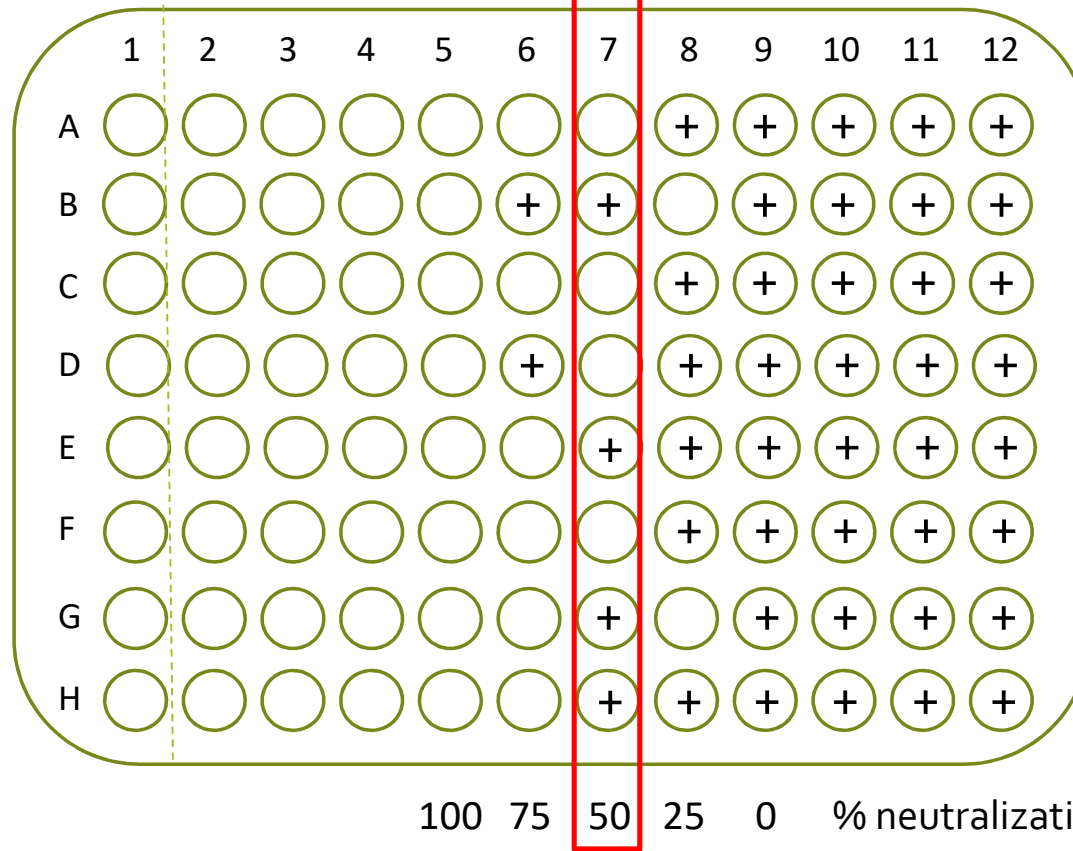 1 2 3 4 5 6 7 8 9 10 11 12
A + + + + +
B + + + + + +
C + + + + +
D + + + + + +
E + + + + + +
F + + + + +
G + + + + +
H + + + + + +
100 75 50 25 0 % neutralizati